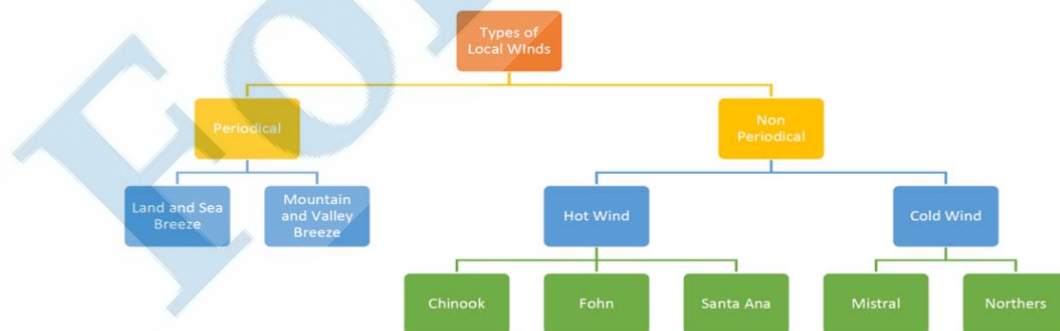 Types of
Local WInds
Periodical
Non
Periodical
Land and Sea
Breeze
Mountain
and Valley
Breeze
Hot Wind
Cold Wind
Chinook
Fohn
Santa Ana
Mistral
Northers